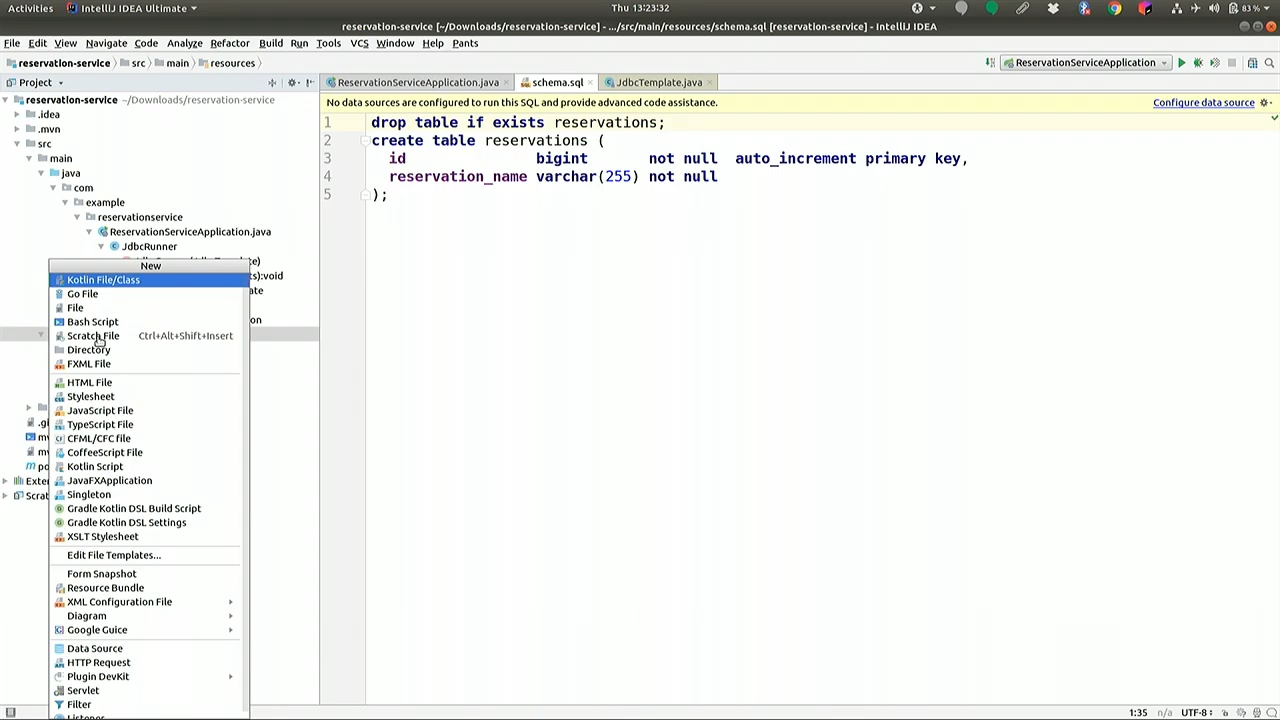 Activities
IntelliJ IDEA Ultimate
Thu 13:23:32
83 %
reservation-service [~/Downloads/reservation-service] - .../src/main/resources/schema.sql [reservation-service] - IntelliJ IDEA
File Edit View Navigate Code Analyze Refactor Build Run Tools VCS Window Help Pants
reservation-service src main resources
ReservationServiceApplication
Project
ReservationServiceApplication.java schema.sql JdbcTemplate.java
No data sources are configured to run this SQL and provide advanced code assistance.
Configure data source
reservation-service ~/Downloads/reservation-service
.idea
.mvn
src
main
java
com
example
reservationservice
ReservationServiceApplication.java
JdbcRunner
1 drop table if exists reservations;
2 create table reservations (
3 id bigint not null auto_increment primary key,
4 reservation_name varchar(255) not null
5 );
New
Kotlin File/Class
Go File
File
Bash Script
Scratch File Ctrl+Alt+Shift+Insert
Directory
FXML File
HTML File
Stylesheet
JavaScript File
TypeScript File
CFML/CFC file
CoffeeScript File
Kotlin Script
JavaFXApplication
Singleton
Gradle Kotlin DSL Build Script
Gradle Kotlin DSL Settings
XSLT Stylesheet
Edit File Templates...
Form Snapshot
Resource Bundle
XML Configuration File
Diagram
Google Guice
Data Source
HTTP Request
Plugin DevKit
Servlet
Filter
Listener
1:35 n/a UTF-8